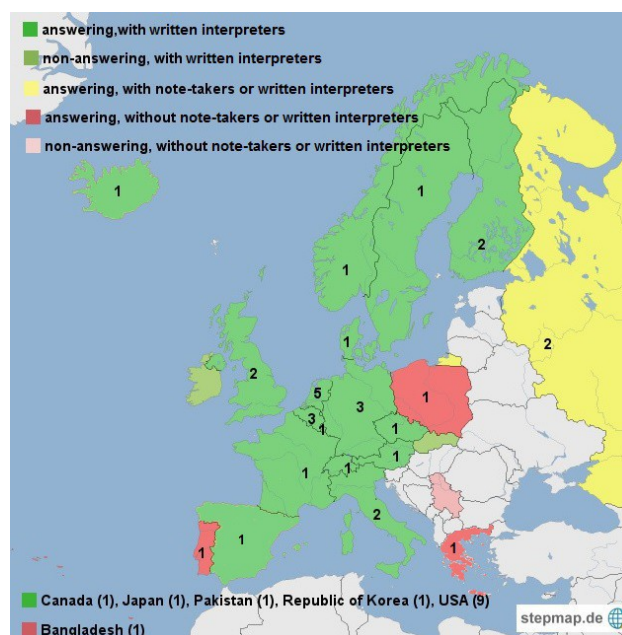 answering,with written interpreters
non-answering, with written interpreters
answering, with note-takers or written interpreters
answering, without note-takers or written interpreters
non-answering, without note-takers or written interpreters
1
1
2
1
1
2
2
5
3
1
3
1
1
1
1
1
2
1
1
1
Canada (1), Japan (1), Pakistan (1), Republic of Korea (1), USA (9)
Bangladesh (1)
stepmap.de